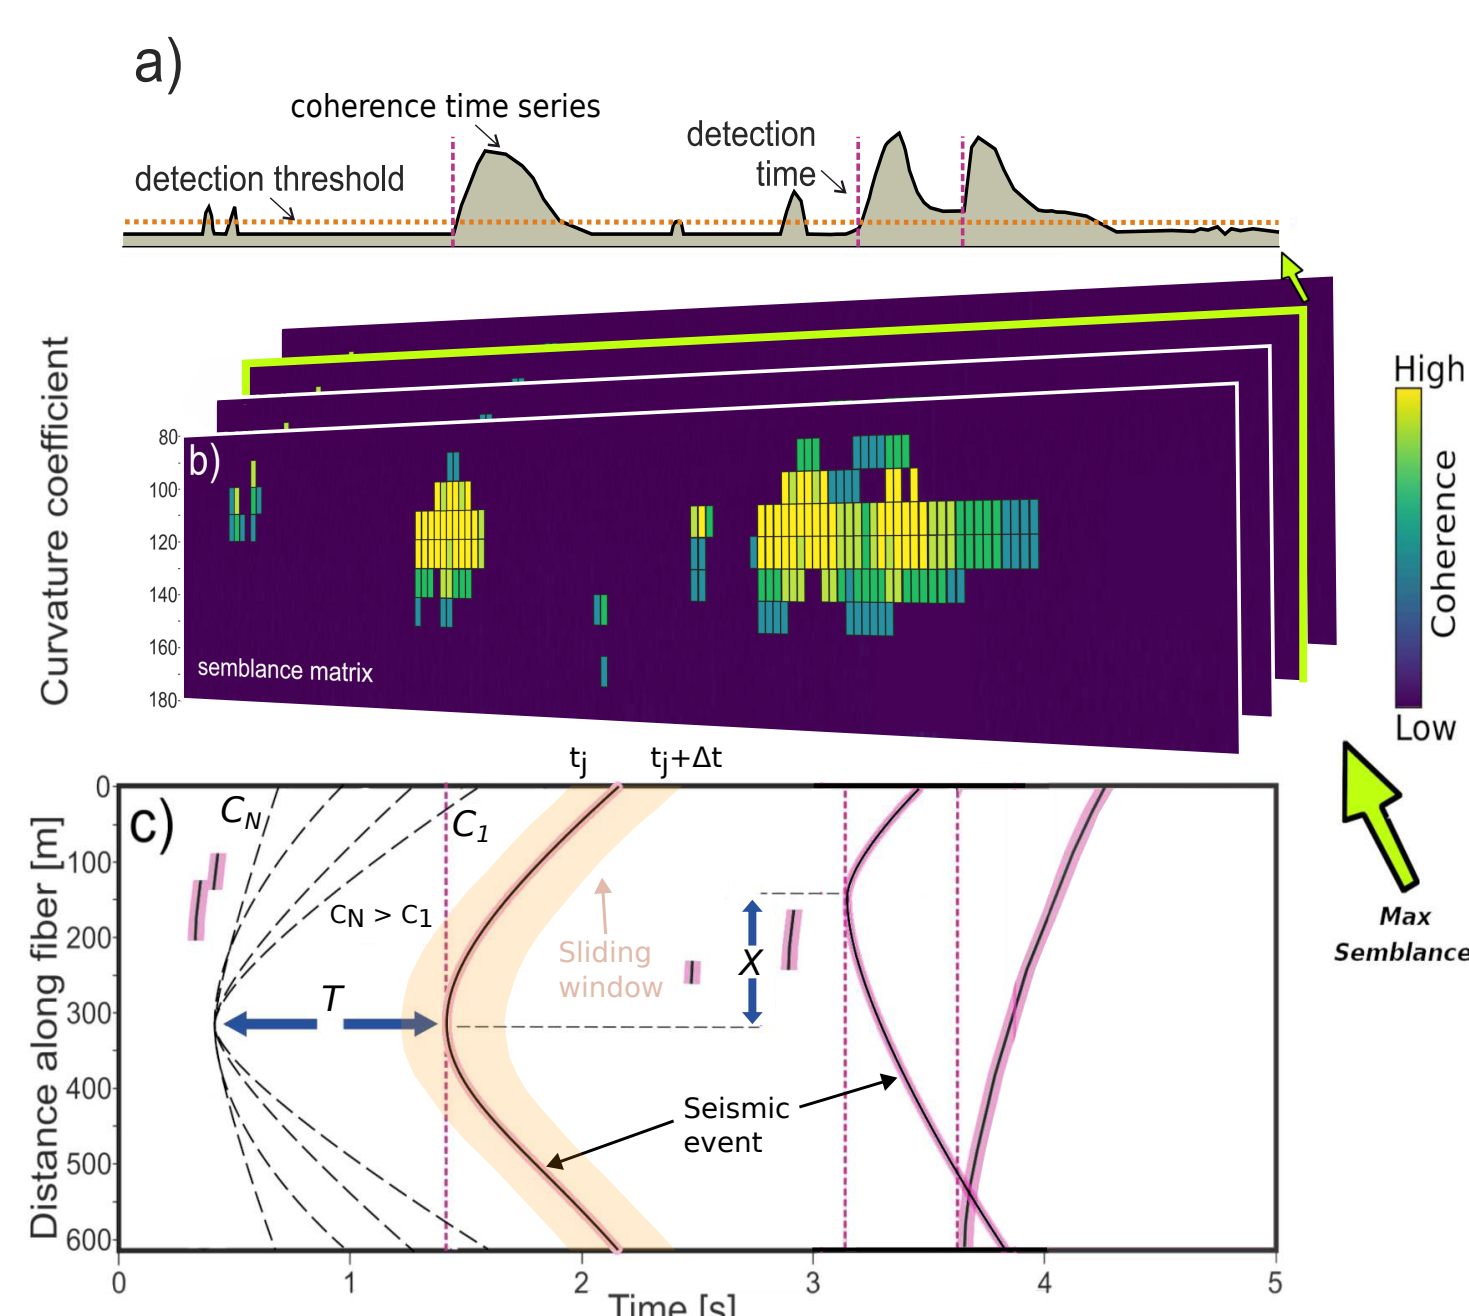 a)
coherence time series
detection
time
detection threshold
Curvature coefficient
80
100
120
140
160
180
b)
semblance matrix
High
Coherence
Low
tj
tj+Δt
Distance along fiber [m]
0
100
200
300
400
500
600
c)
CN
C1
CN > C1
T
Sliding
window
X
Seismic
event
Max
Semblance
0
1
2
3
4
5
Time [s]